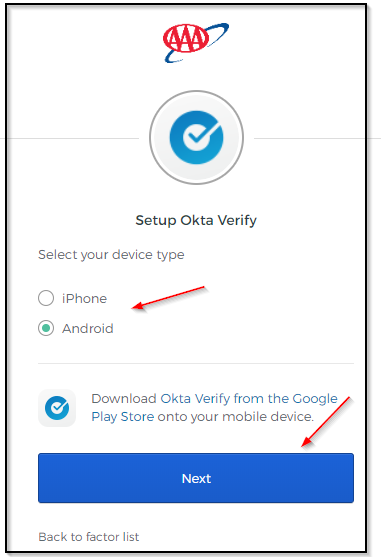 AAA
Setup Okta Verify
Select your device type
iPhone
Android
Download Okta Verify from the Google
Play Store onto your mobile device.
Next
Back to factor list